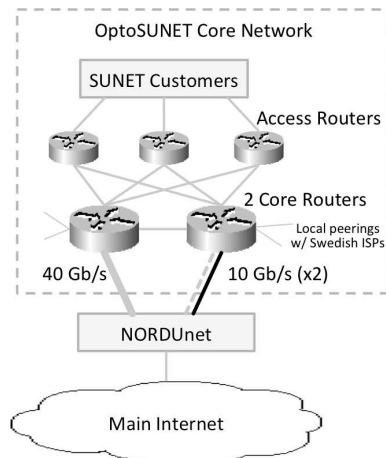 OptoSUNET Core Network
SUNET Customers
Access Routers
2 Core Routers
Local peerings
w/ Swedish ISPs
40 Gb/s
10 Gb/s (x2)
NORDUnet
Main Internet